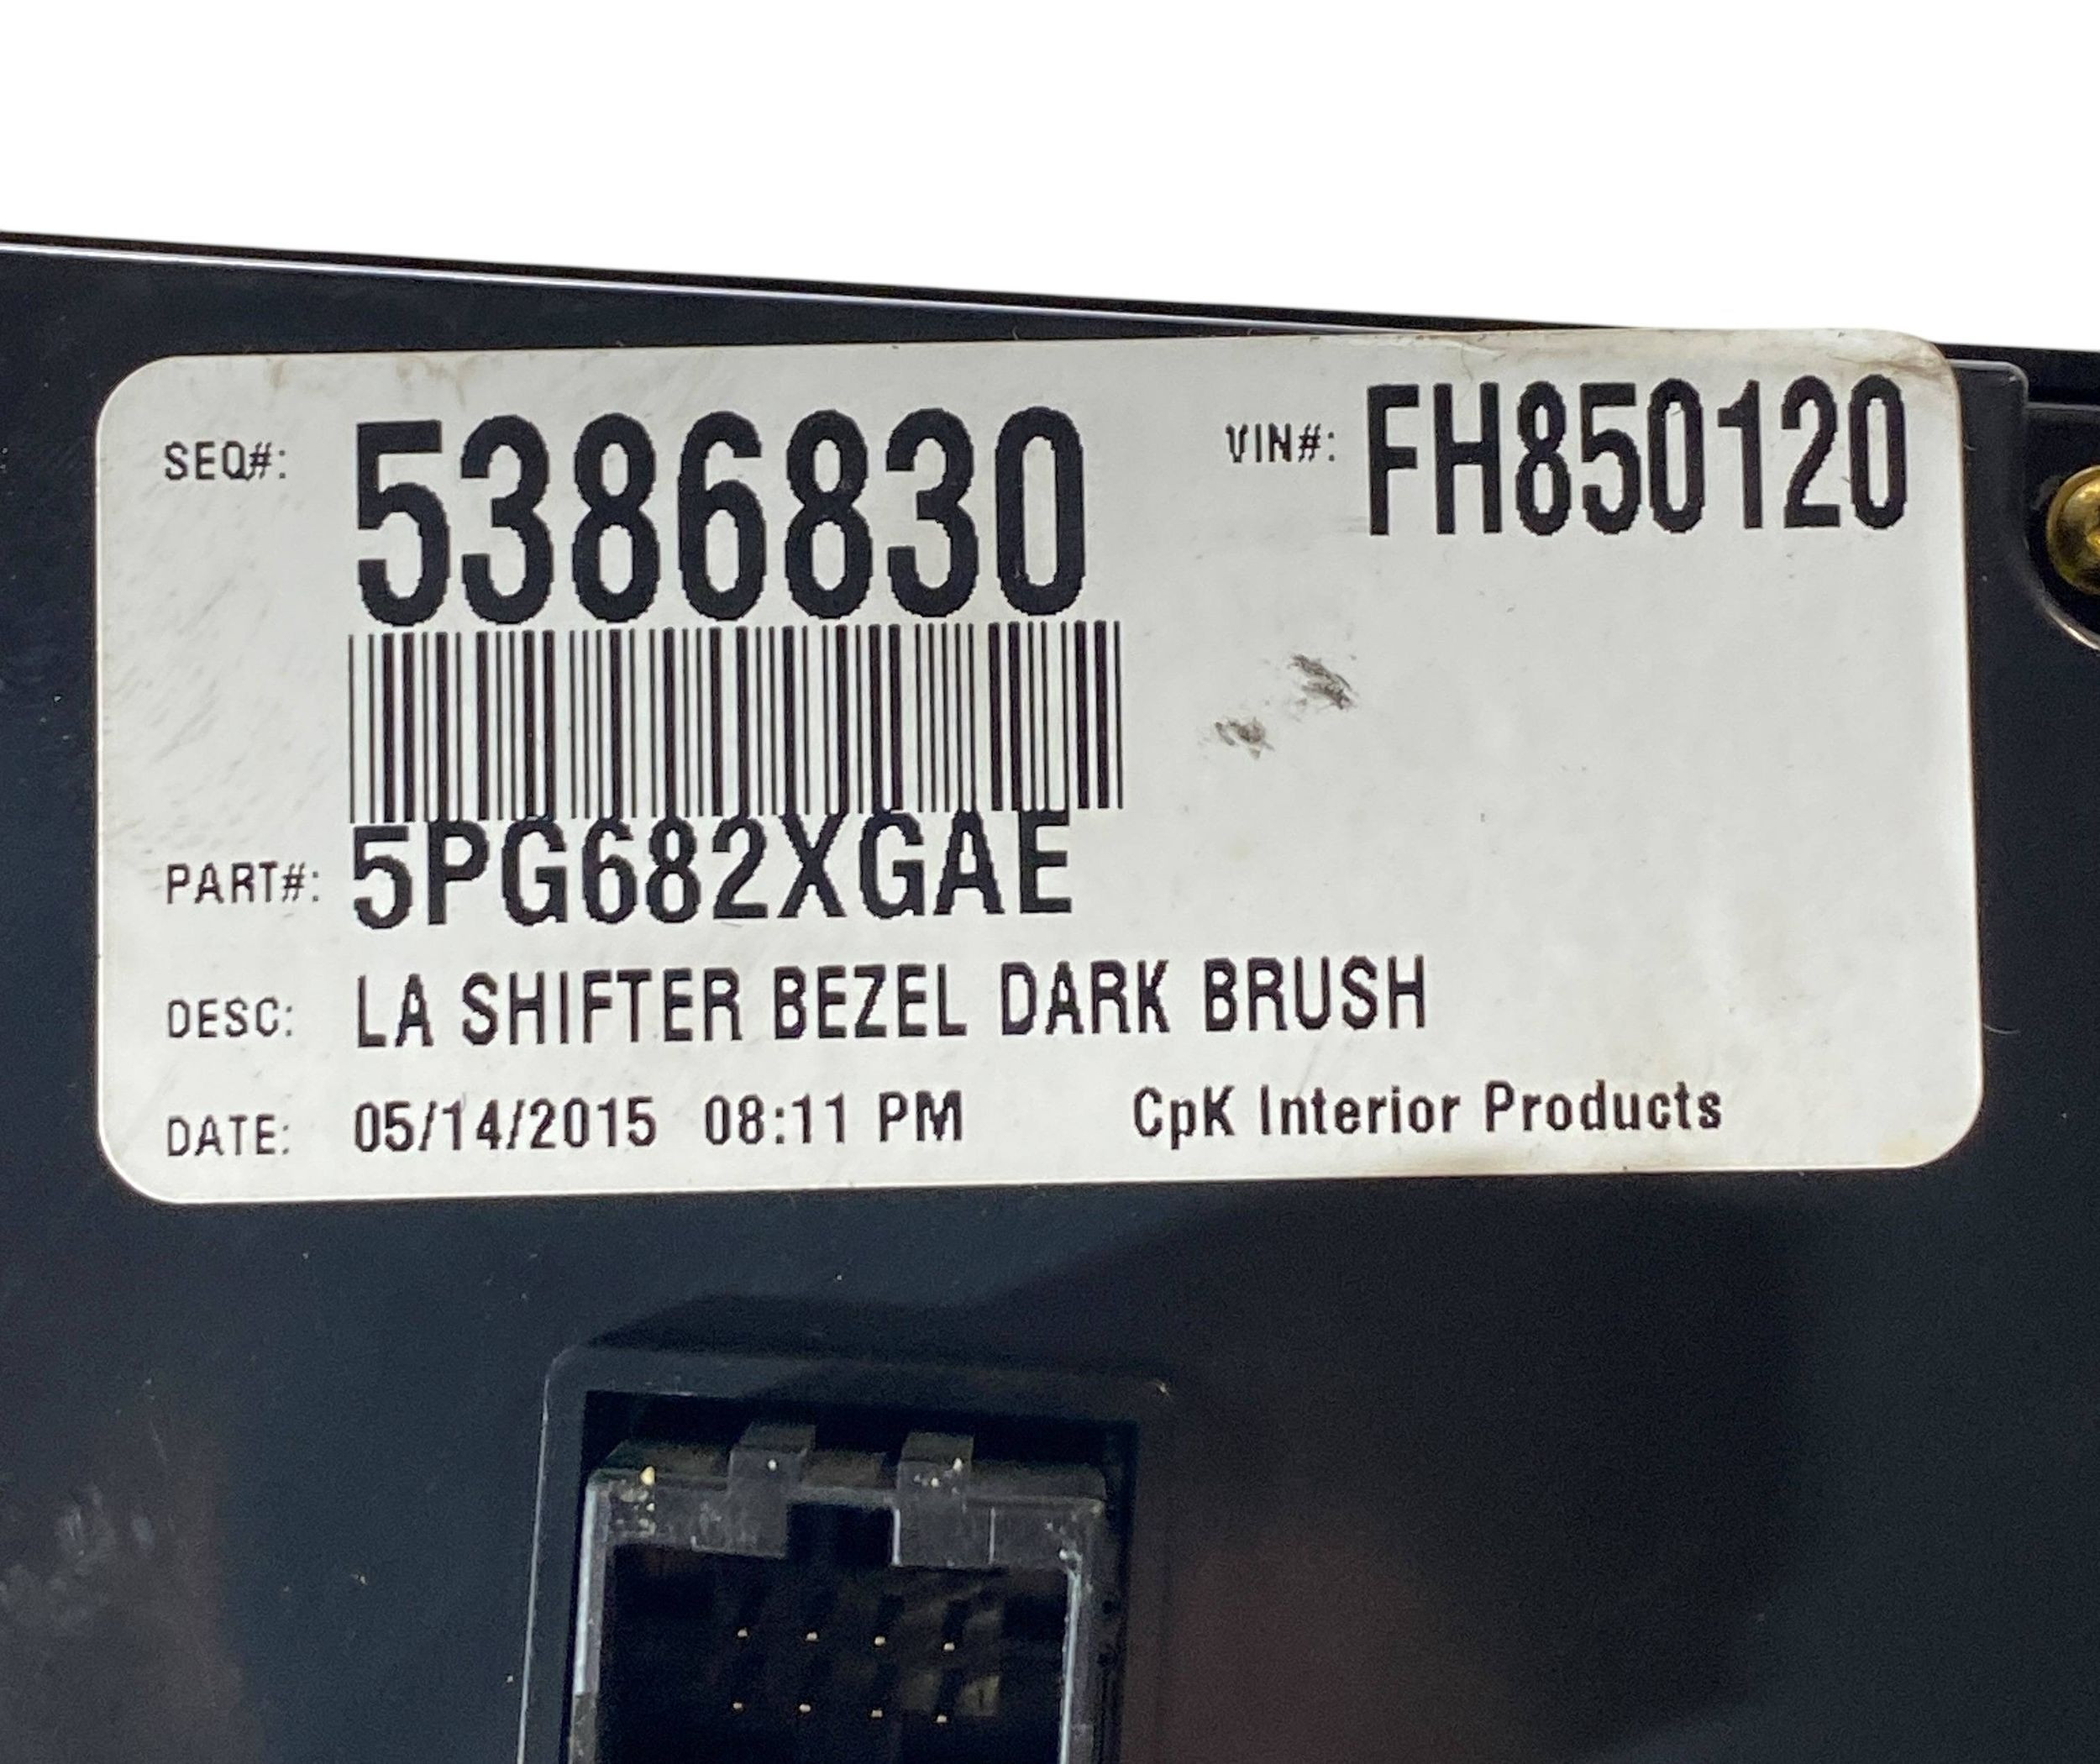 SEQ#: 5386830 VIN#: FH850120
PART#: 5PG682XGAE
DESC: LA SHIFTER BEZEL DARK BRUSH
DATE: 05/14/2015 08:11 PM CpK Interior Products